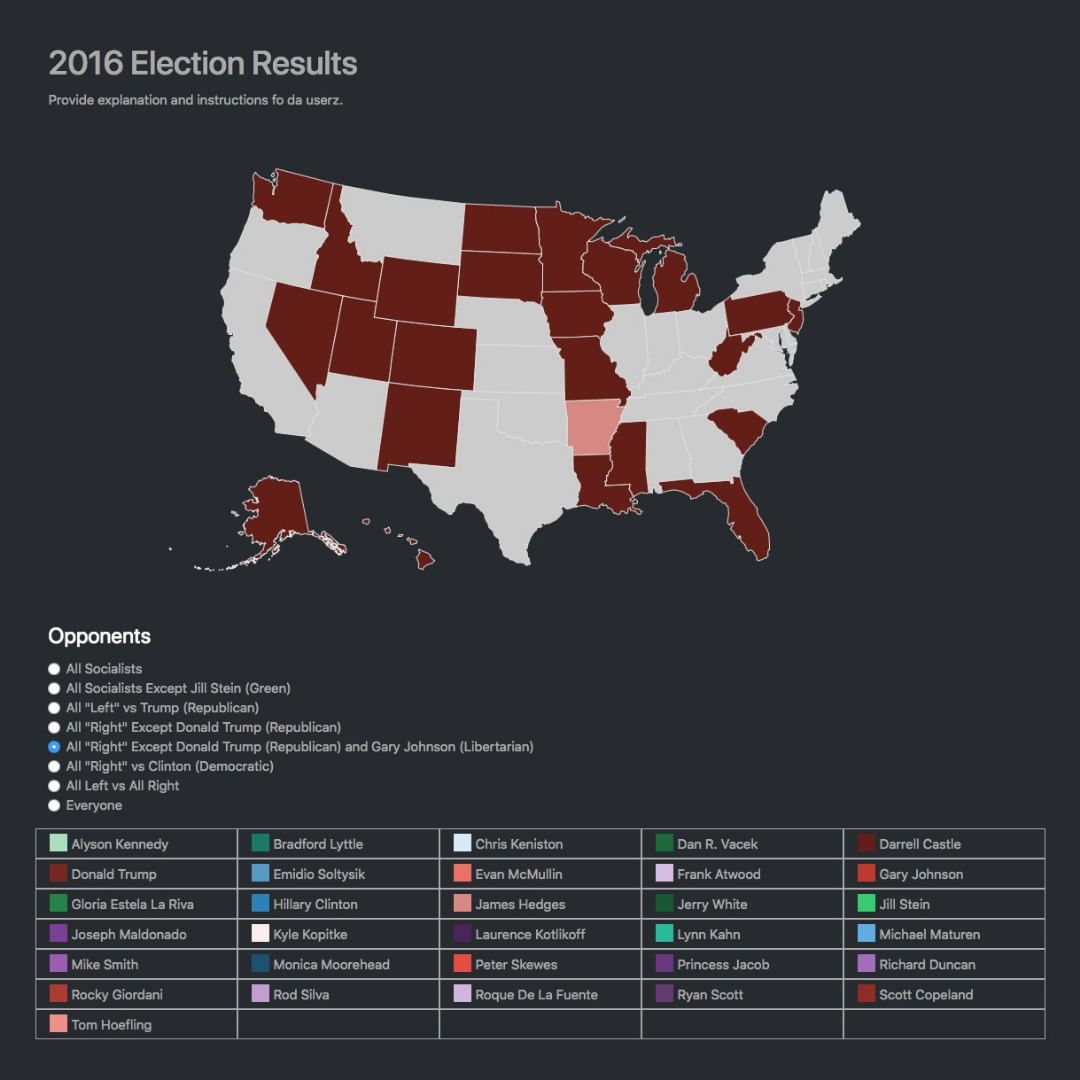 2016 Election Results
Provide explanation and instructions fo da userz.
Opponents
All Socialists
All Socialists Except Jill Stein (Green)
All "Left" vs Trump (Republican)
All "Right" Except Donald Trump (Republican)
All "Right" Except Donald Trump (Republican) and Gary Johnson (Libertarian)
All "Right" vs Clinton (Democratic)
All Left vs All Right
Everyone
Alyson Kennedy Bradford Lyttle Chris Keniston Dan R. Vacek Darrell Castle
Donald Trump Emidio Soltysik Evan McMullin Frank Atwood Gary Johnson
Gloria Estela La Riva Hillary Clinton James Hedges Jerry White Jill Stein
Joseph Maldonado Kyle Kopitke Laurence Kotlikoff Lynn Kahn Michael Maturen
Mike Smith Monica Moorehead Peter Skewes Princess Jacob Richard Duncan
Rocky Giordani Rod Silva Roque De La Fuente Ryan Scott Scott Copeland
Tom Hoefling